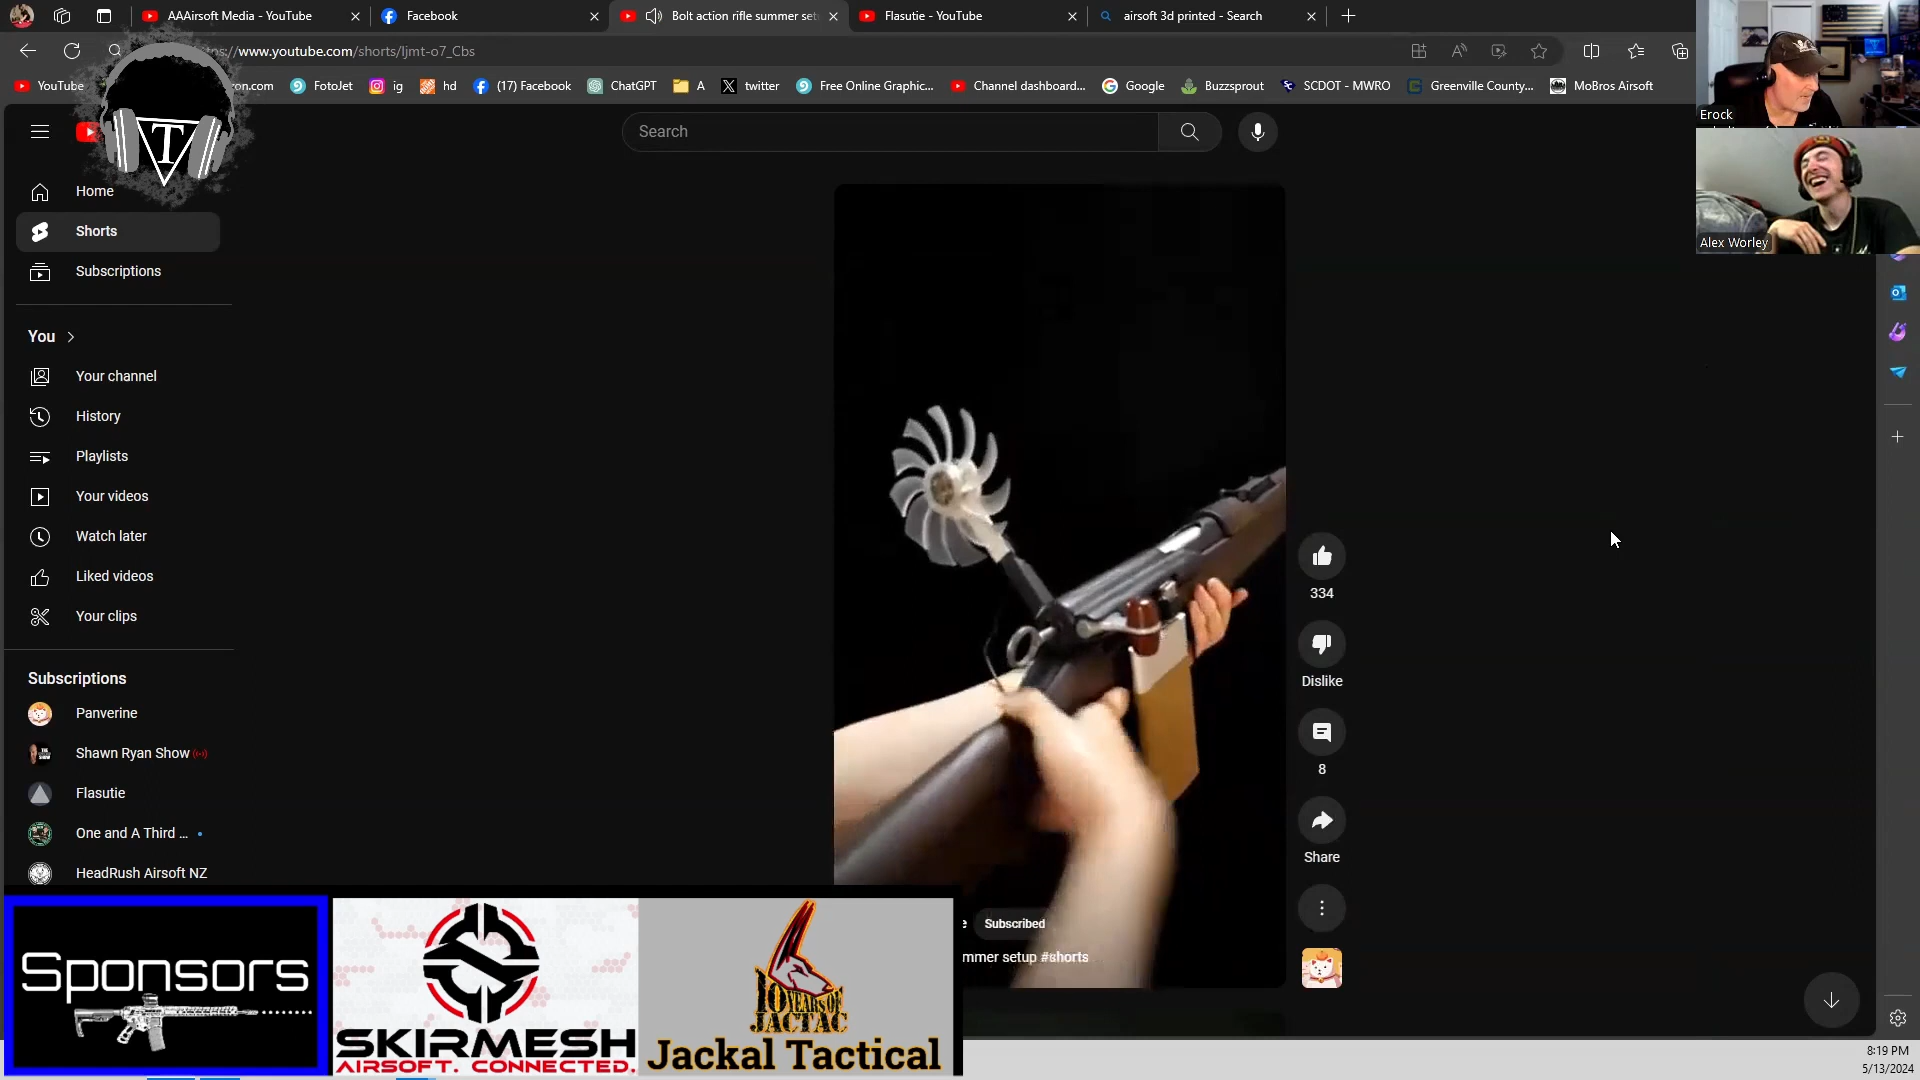 AAAirsoft Media - YouTube
Facebook
Bolt action rifle summer set
Flasutie - YouTube
airsoft 3d printed - Search
://www.youtube.com/shorts/ljmt-o7_Cbs
YouTube
on.com
FotoJet
ig
hd
(17) Facebook
ChatGPT
A
twitter
Free Online Graphic...
Channel dashboard...
Google
Buzzsprout
SCDOT - MWRO
Greenville County...
MoBros Airsoft
Erock
Alex Worley
T
Search
Home
Shorts
Subscriptions
You
Your channel
History
Playlists
Your videos
Watch later
Liked videos
Your clips
Subscriptions
Panverine
Shawn Ryan Show
Flasutie
One and A Third ...
HeadRush Airsoft NZ
334
Dislike
8
Share
e
Subscribed
mmer setup #shorts
Sponsors
SKIRMESH
AIRSOFT. CONNECTED.
10
YEARS OF
JACTAC
Jackal Tactical
8:19 PM
5/13/2024